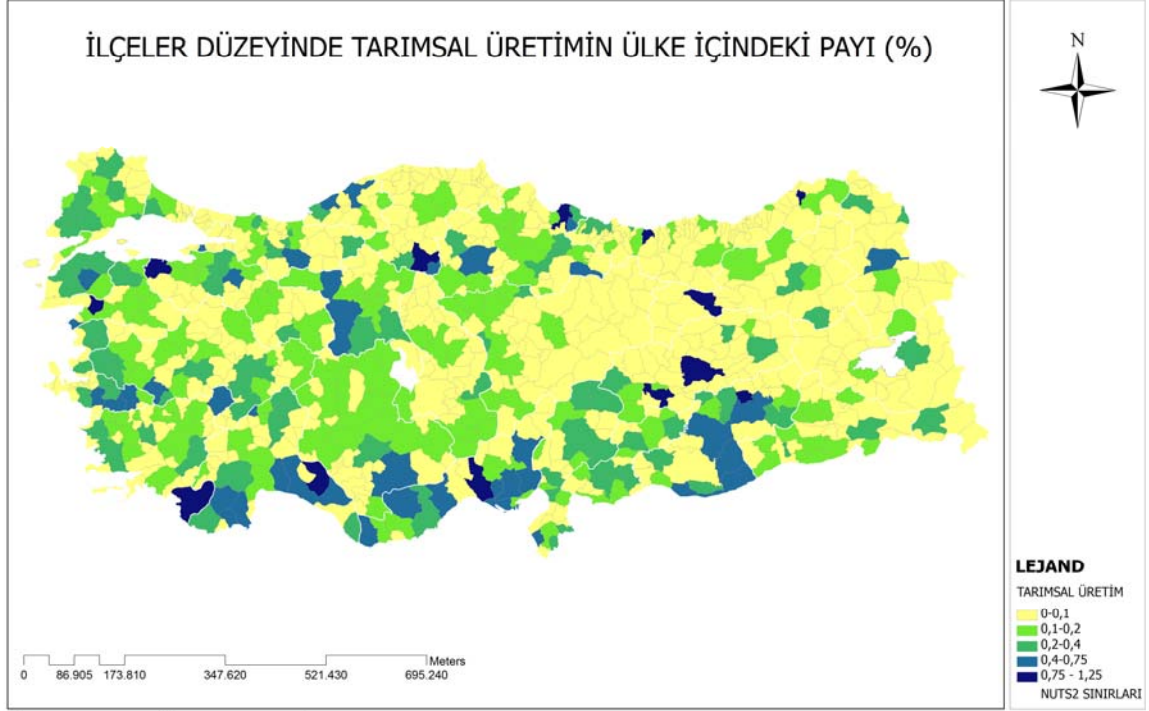 İLÇELER DÜZEYİNDE TARIMSAL ÜRETİMİN ÜLKE İÇİNDEKİ PAYI (%)
N
LEJAND
TARIMSAL ÜRETİM
0-0,1
0,1-0,2
0,2-0,4
0,4-0,75
0,75 - 1,25
NUTS2 SINIRLARI
Meters
0 86.905 173.810 347.620 521.430 695.240